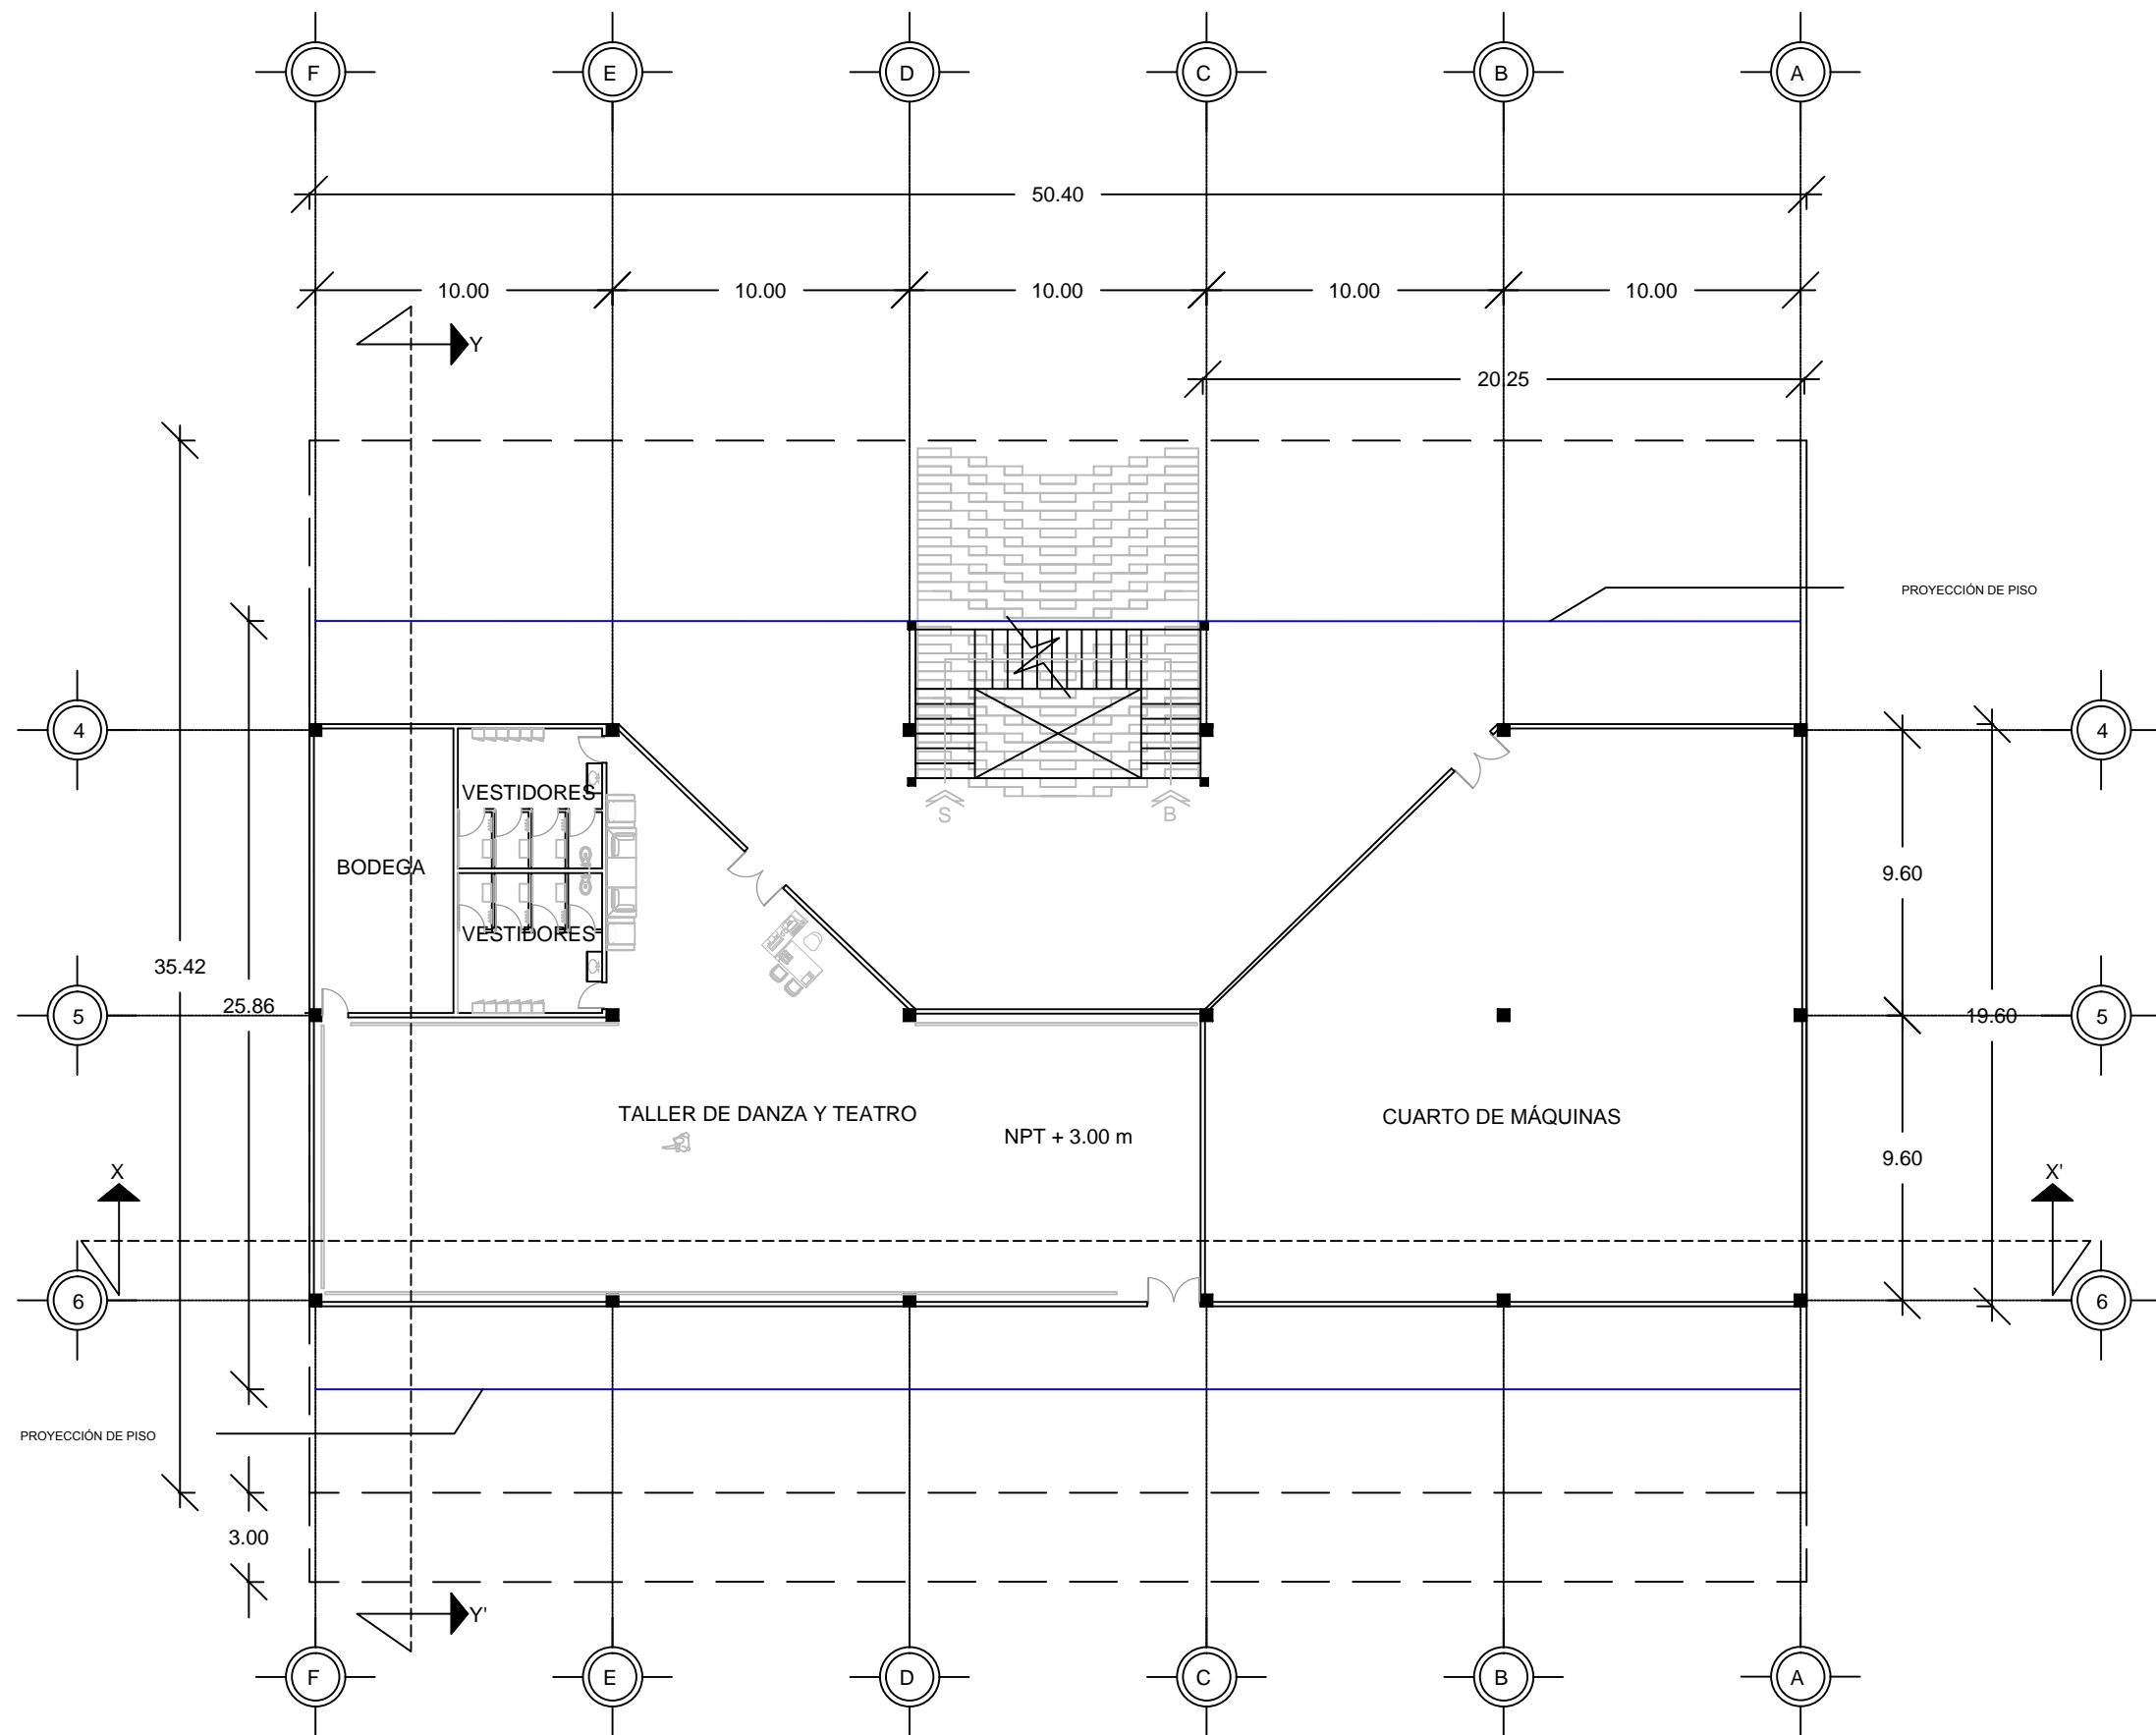 F E D C B A
50.40
10.00 10.00 10.00 10.00 10.00
Y
20.25
PROYECCIÓN DE PISO
4 4
VESTIDORES
S B
BODEGA
9.60
VESTIDORES
35.42
25.86
5 19.60 5
TALLER DE DANZA Y TEATRO
CUARTO DE MÁQUINAS
NPT + 3.00 m
9.60
X X'
6 6
PROYECCIÓN DE PISO
3.00
Y'
F E D C B A